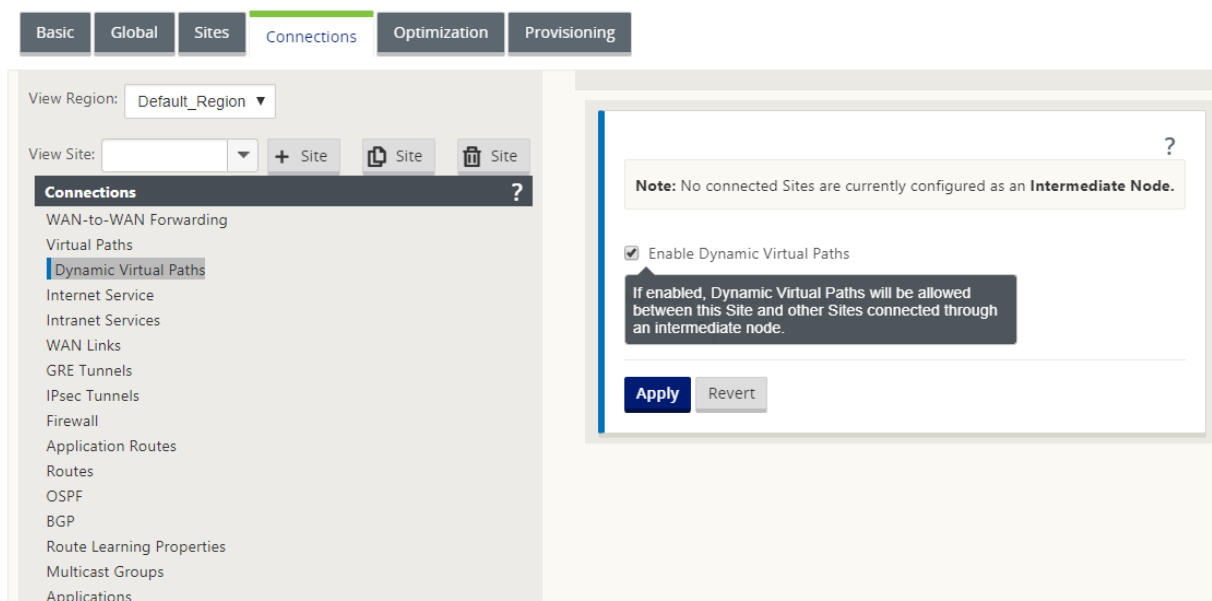 Basic Global Sites Connections Optimization Provisioning
View Region: Default_Region
View Site: + Site Site Site
Connections ?
WAN-to-WAN Forwarding
Virtual Paths
Dynamic Virtual Paths
Internet Service
Intranet Services
WAN Links
GRE Tunnels
IPsec Tunnels
Firewall
Application Routes
Routes
OSPF
BGP
Route Learning Properties
Multicast Groups
Applications
?
Note: No connected Sites are currently configured as an Intermediate Node.
Enable Dynamic Virtual Paths
If enabled, Dynamic Virtual Paths will be allowed
between this Site and other Sites connected through
an intermediate node.
Apply Revert